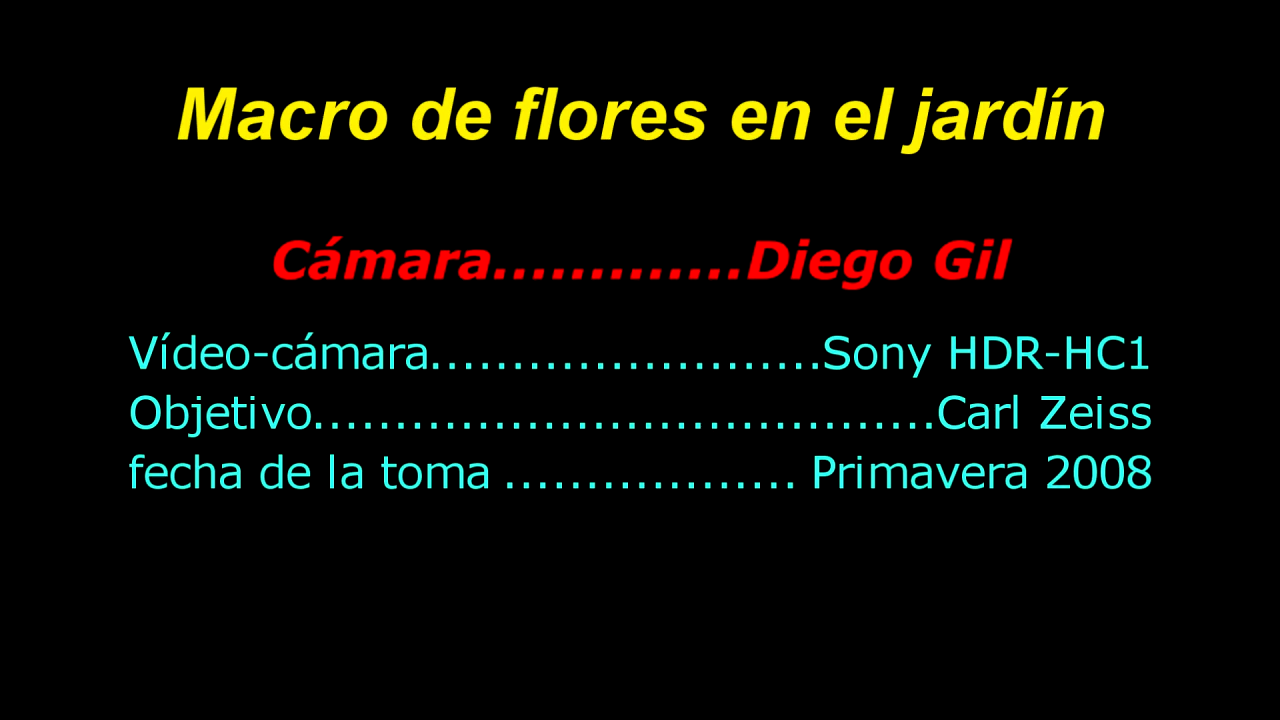 Macro de flores en el jardín
Cámara.............Diego Gil
Vídeo-cámara........................Sony HDR-HC1
Objetivo......................................Carl Zeiss
fecha de la toma .................. Primavera 2008